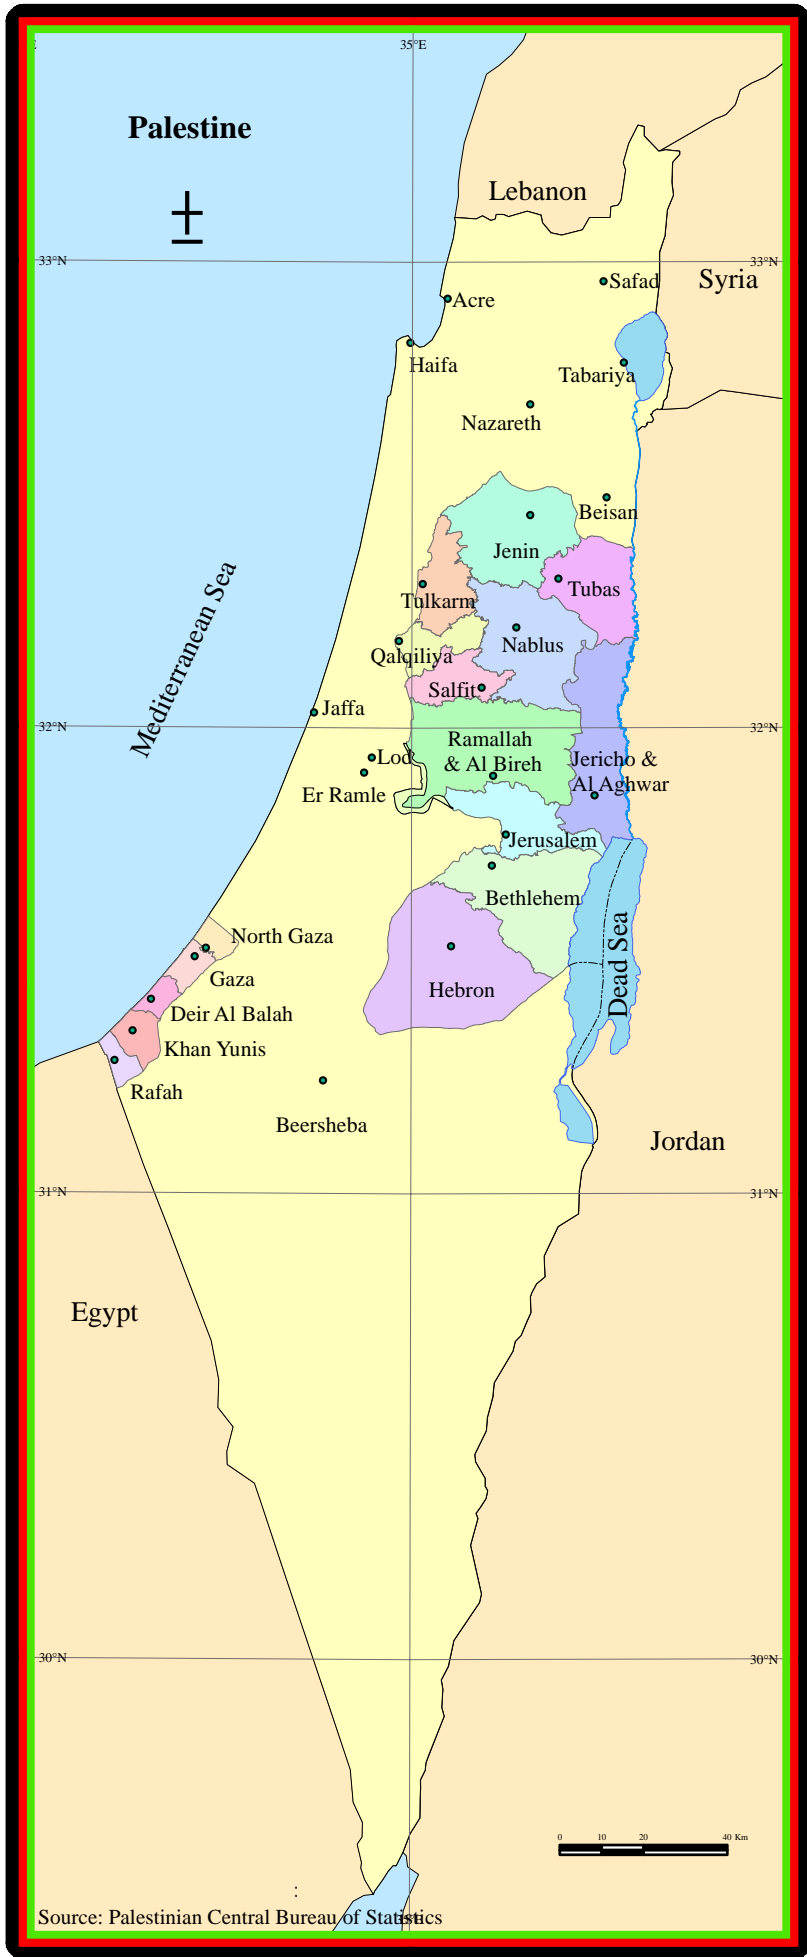 35°E
Palestine
Lebanon
33°N
33°N
Syria
Safad
Acre
Haifa
Tabariya
Nazareth
Beisan
Jenin
Tubas
Tulkarm
Nablus
Qalqiliya
Salfit
Mediterranean Sea
Jaffa
32°N
32°N
Ramallah
& Al Bireh
Lod
Jericho &
Al Aghwar
Er Ramle
Jerusalem
Bethlehem
North Gaza
Dead Sea
Gaza
Hebron
Deir Al Balah
Khan Yunis
Rafah
Beersheba
Jordan
31°N
31°N
Egypt
30°N
30°N
0 10 20 40 Km
:
Source: Palestinian Central Bureau of Statistics